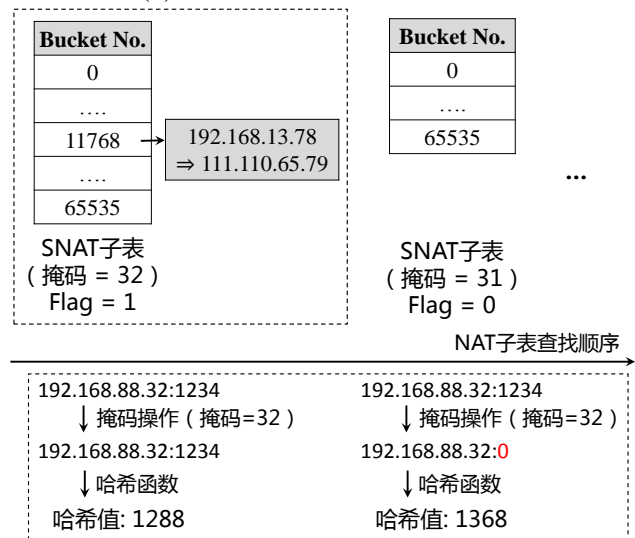 Bucket No.
0
….
11768
….
65535
192.168.13.78
⇒ 111.110.65.79
SNAT子表
(掩码 = 32)
Flag = 1
Bucket No.
0
….
65535
...
SNAT子表
(掩码 = 31)
Flag = 0
NAT子表查找顺序
192.168.88.32:1234
掩码操作(掩码=32)
192.168.88.32:1234
哈希函数
哈希值: 1288
192.168.88.32:1234
掩码操作(掩码=32)
192.168.88.32:0
哈希函数
哈希值: 1368